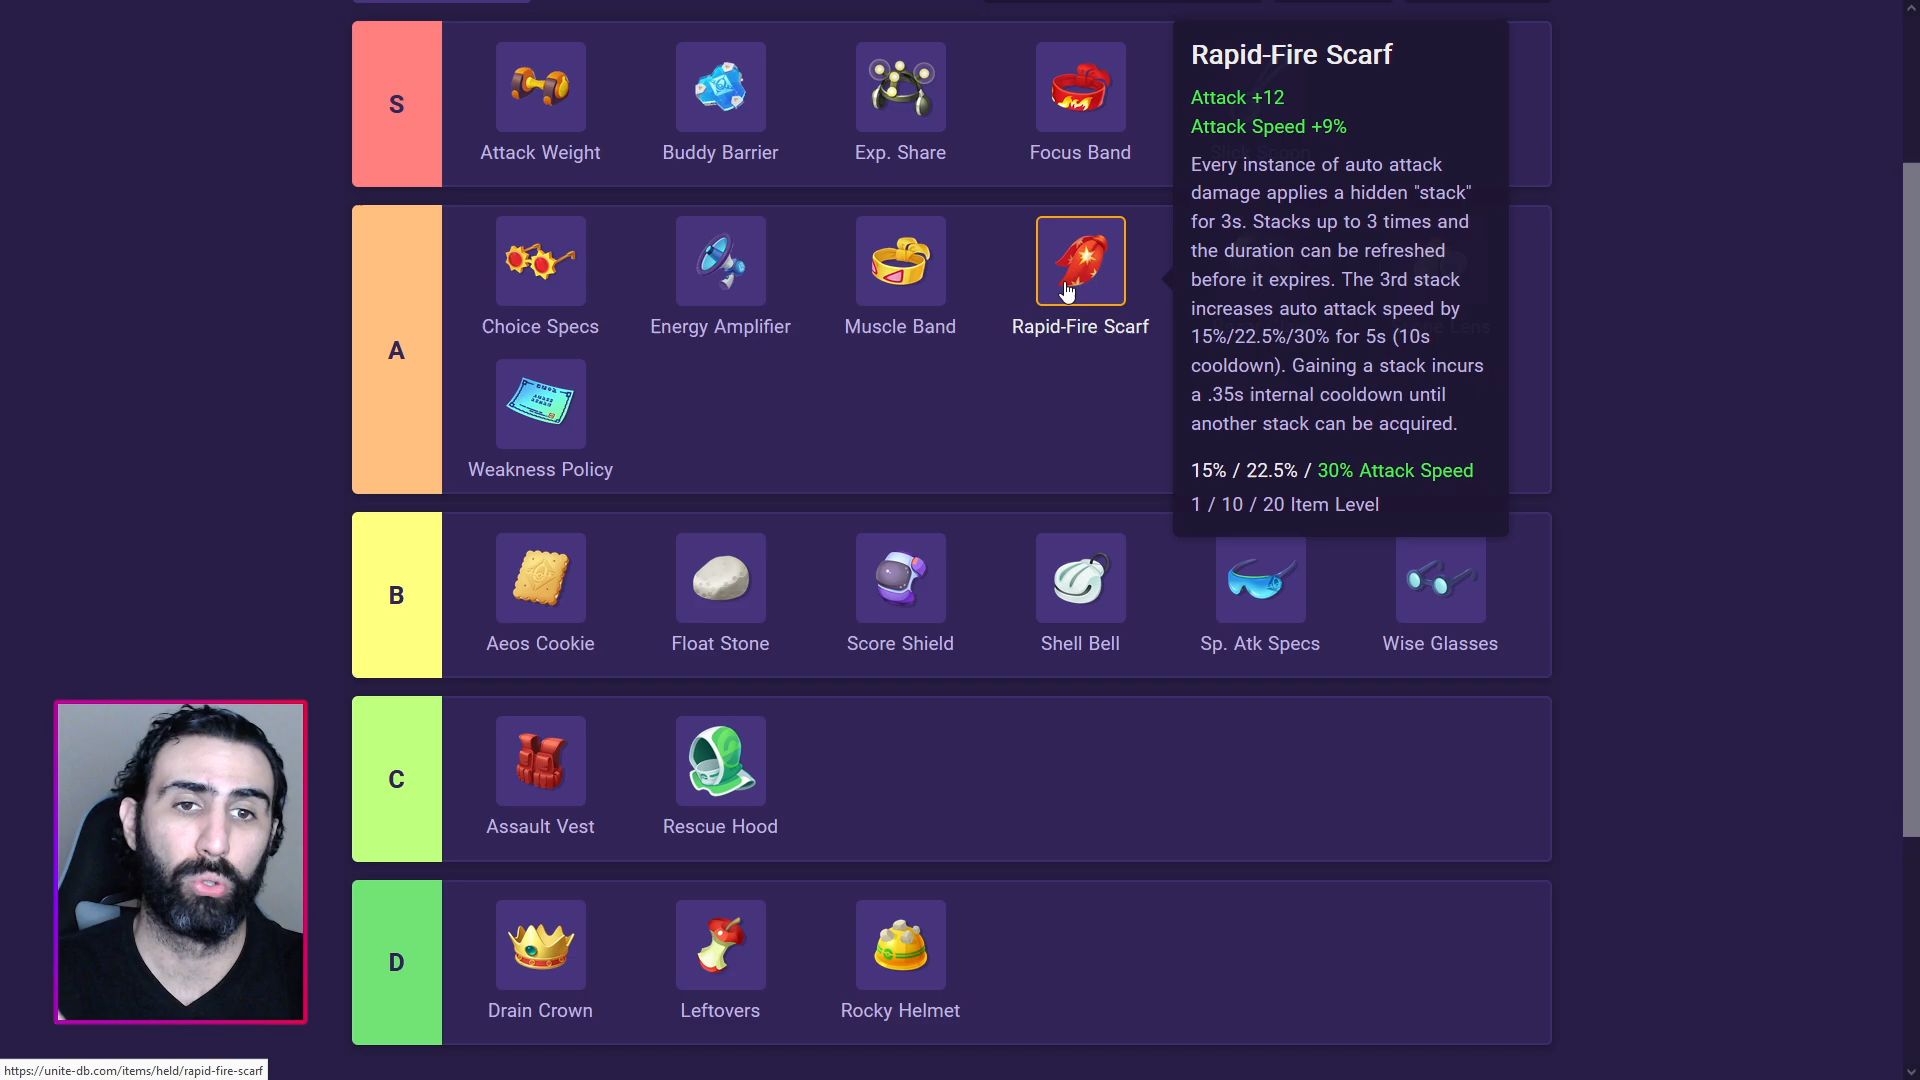 S
Attack Weight
Buddy Barrier
Exp. Share
Focus Band
Rapid-Fire Scarf
Attack +12
Attack Speed +9%
Every instance of auto attack
damage applies a hidden "stack"
for 3s. Stacks up to 3 times and
the duration can be refreshed
before it expires. The 3rd stack
increases auto attack speed by
15%/22.5%/30% for 5s (10s
cooldown). Gaining a stack incurs
a .35s internal cooldown until
another stack can be acquired.
15% / 22.5% / 30% Attack Speed
1 / 10 / 20 Item Level
A
Choice Specs
Energy Amplifier
Muscle Band
Rapid-Fire Scarf
Weakness Policy
B
Aeos Cookie
Float Stone
Score Shield
Shell Bell
Sp. Atk Specs
Wise Glasses
C
Assault Vest
Rescue Hood
D
Drain Crown
Leftovers
Rocky Helmet
https://unite-db.com/items/held/rapid-fire-scarf